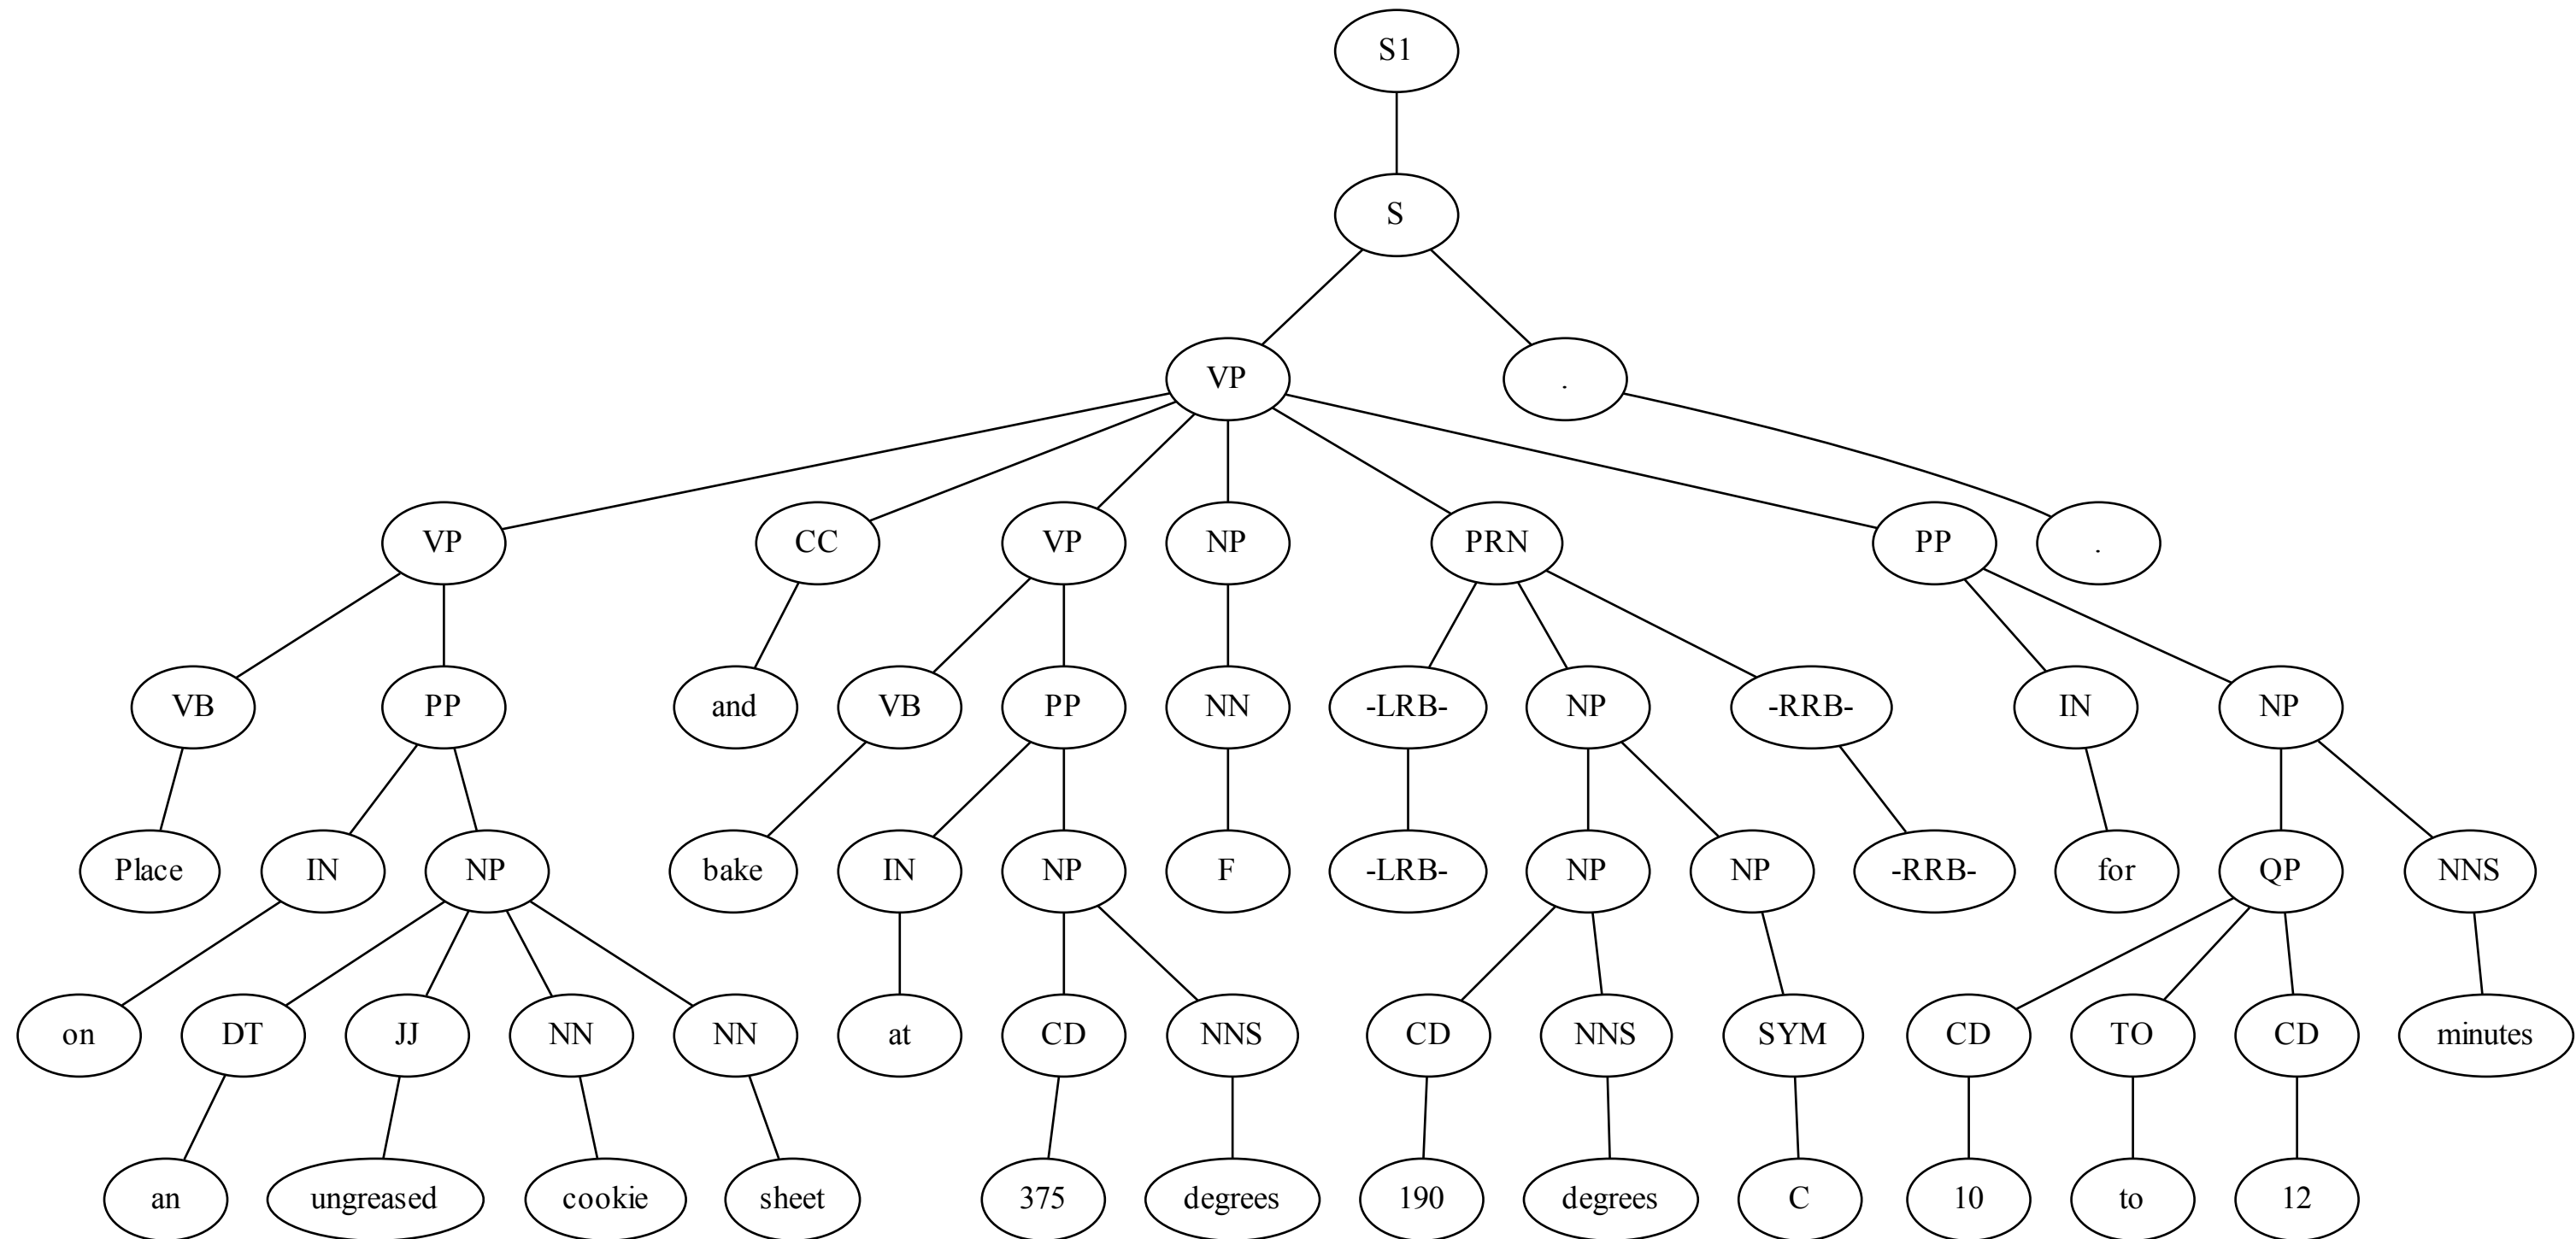 S1
S
VP .
VP CC VP NP PRN PP .
VB PP and VB PP NN -LRB- NP -RRB- IN NP
Place IN NP bake IN NP F -LRB- NP NP -RRB- for QP NNS
on DT JJ NN NN at CD NNS CD NNS SYM CD TO CD minutes
an ungreased cookie sheet 375 degrees 190 degrees C 10 to 12